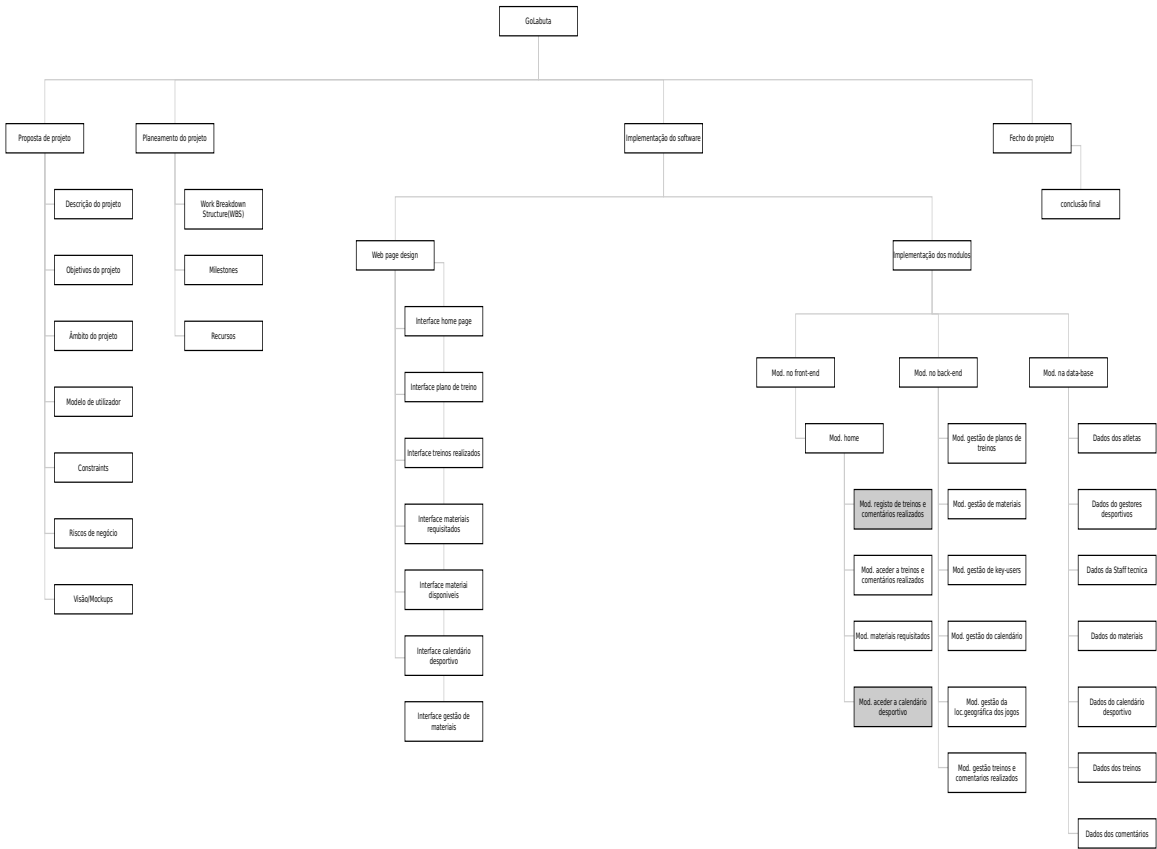 GoLabuta
Proposta de projeto
Planeamento do projeto
Implementação do software
Fecho do projeto
Descrição do projeto
Objetivos do projeto
Âmbito do projeto
Modelo de utilizador
Constraints
Riscos de negócio
Visão/Mockups
Work Breakdown
Structure(WBS)
Milestones
Recursos
conclusão final
Web page design
Implementação dos modulos
Interface home page
Interface plano de treino
Interface treinos realizados
Interface materiais
requisitados
Interface materiai
disponiveis
Interface calendário
desportivo
Interface gestão de
materiais
Mod. no front-end
Mod. no back-end
Mod. na data-base
Mod. home
Mod. registo de treinos e
comentários realizados
Mod. aceder a treinos e
comentários realizados
Mod. materiais requisitados
Mod. aceder a calendário
desportivo
Mod. gestão de planos de
treinos
Mod. gestão de materiais
Mod. gestão de key-users
Mod. gestão do calendário
Mod. gestão da
loc.geográfica dos jogos
Mod. gestão treinos e
comentarios realizados
Dados dos atletas
Dados do gestores
desportivos
Dados da Staff tecnica
Dados do materiais
Dados do calendário
desportivo
Dados dos treinos
Dados dos comentários